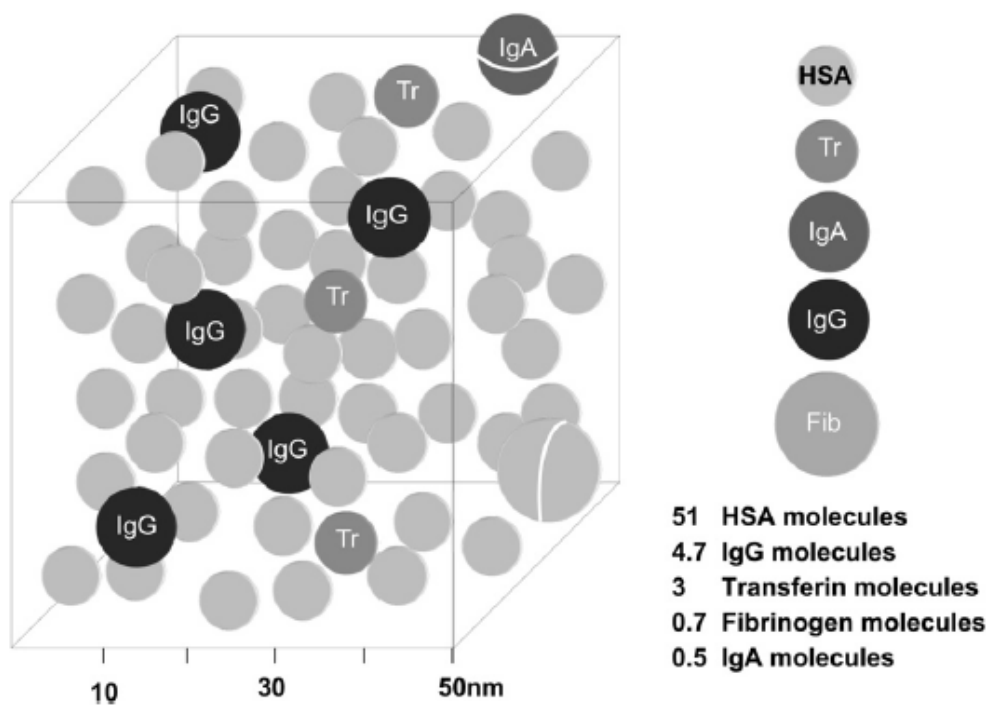 IgA
IgG
Tr
IgG
Tr
IgG
IgG
IgG
Tr
10 30 50nm
HSA
Tr
IgA
IgG
Fib
51 HSA molecules
4.7 IgG molecules
3 Transferin molecules
0.7 Fibrinogen molecules
0.5 IgA molecules